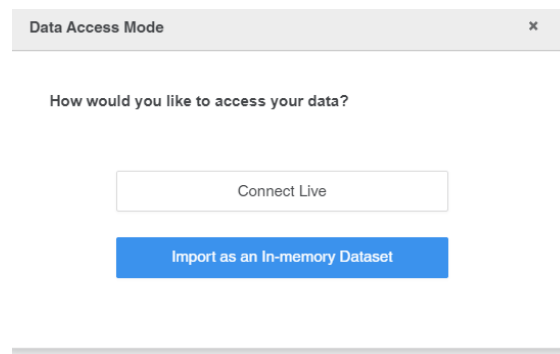 Data Access Mode ×
How would you like to access your data?
Connect Live
Import as an In-memory Dataset